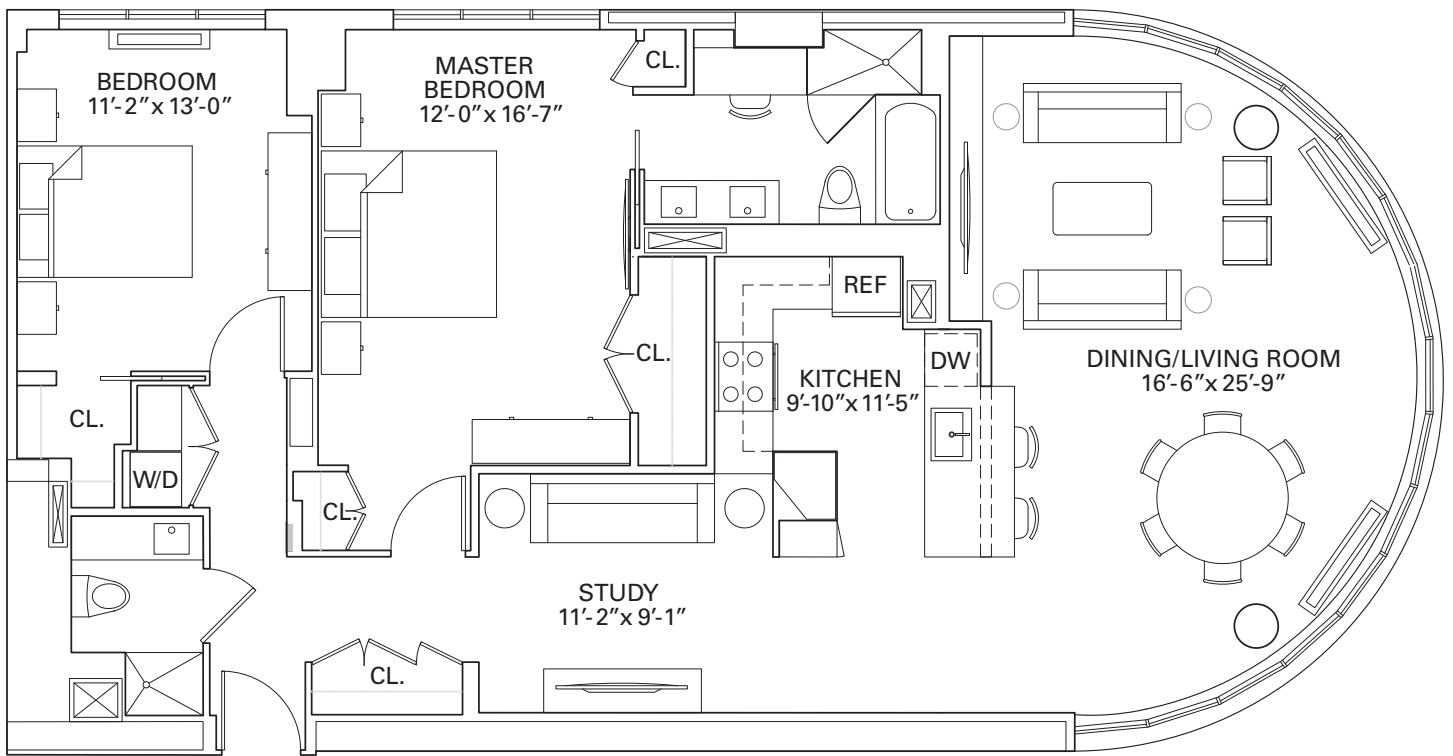 BEDROOM
11'-2" x 13'-0"
MASTER
BEDROOM
12'-0" x 16'-7"
CL.
REF
CL.
DW
KITCHEN
9'-10" x 11'-5"
DINING/LIVING ROOM
16'-6" x 25'-9"
CL.
W/D
CL.
STUDY
11'-2" x 9'-1"
CL.